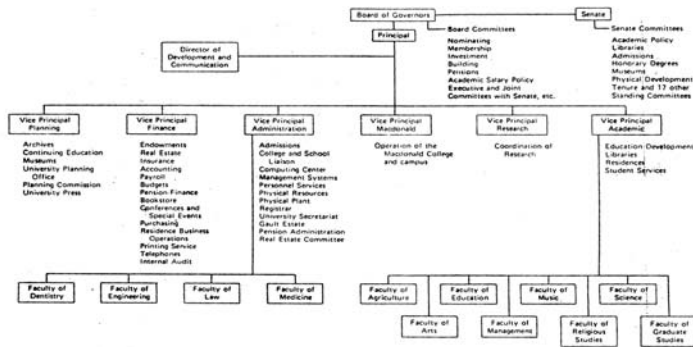 Board of Governors
Senate
Principal
Board Committees
Nominating
Membership
Investment
Building
Pensions
Academic Salary Policy
Executive and Joint
Committees with Senate, etc.
Senate Committees
Academic Policy
Libraries
Admissions
Honorary Degrees
Museums
Physical Development
Tenure and 17 other
Standing Committees
Director of
Development and
Communication
Vice Principal
Planning
Archives
Continuing Education
Museums
University Planning
Office
Planning Commission
University Press
Vice Principal
Finance
Endowments
Real Estate
Insurance
Accounting
Payroll
Budgets
Pension Finance
Bookstore
Conferences and
Special Events
Purchasing
Residence Business
Operations
Printing Service
Telephones
Internal Audit
Vice Principal
Administration
Admissions
College and School
Liaison
Computing Center
Management Systems
Personnel Services
Physical Resources
Physical Plant
Registrar
University Secretariat
Gault Estate
Pension Administration
Real Estate Committee
Vice Principal
Macdonald
Operation of the
Macdonald College
and campus
Vice Principal
Research
Coordination of
Research
Vice Principal
Academic
Education Development
Libraries
Residences
Student Services
Faculty of
Dentistry
Faculty of
Engineering
Faculty of
Law
Faculty of
Medicine
Faculty of
Agriculture
Faculty of
Education
Faculty of
Music
Faculty of
Science
Faculty of
Arts
Faculty of
Management
Faculty of
Religious
Studies
Faculty of
Graduate
Studies